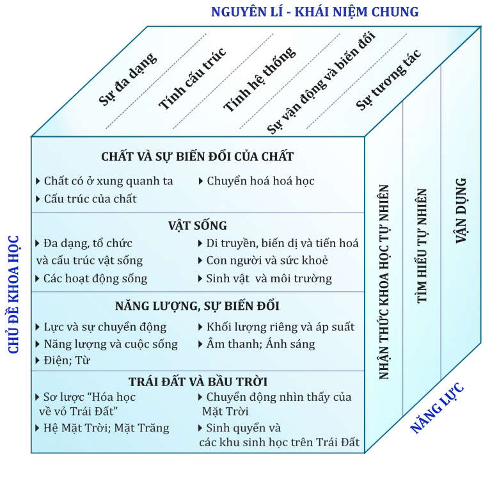 NGUYÊN LÍ - KHÁI NIỆM CHUNG
Sự đa dạng
Tính cấu trúc
Tính hệ thống
Sự vận động và biến đổi
Sự tương tác
CHỦ ĐỀ KHOA HỌC
CHẤT VÀ SỰ BIẾN ĐỔI CỦA CHẤT
Chất có ở xung quanh ta
Cấu trúc của chất
Chuyển hoá hoá học
VẬT SỐNG
Đa dạng, tổ chức
và cấu trúc vật sống
Các hoạt động sống
Di truyền, biến dị và tiến hoá
Con người và sức khoẻ
Sinh vật và môi trường
NĂNG LƯỢNG, SỰ BIẾN ĐỔI
Lực và sự chuyển động
Năng lượng và cuộc sống
Điện; Từ
Khối lượng riêng và áp suất
Âm thanh; Ánh sáng
TRÁI ĐẤT VÀ BẦU TRỜI
Sơ lược “Hóa học
về vỏ Trái Đất”
Hệ Mặt Trời; Mặt Trăng
Chuyển động nhìn thấy của
Mặt Trời
Sinh quyển và
các khu sinh học trên Trái Đất
NHẬN THỨC KHOA HỌC TỰ NHIÊN
TÌM HIỂU TỰ NHIÊN
VẬN DỤNG
NĂNG LỰC